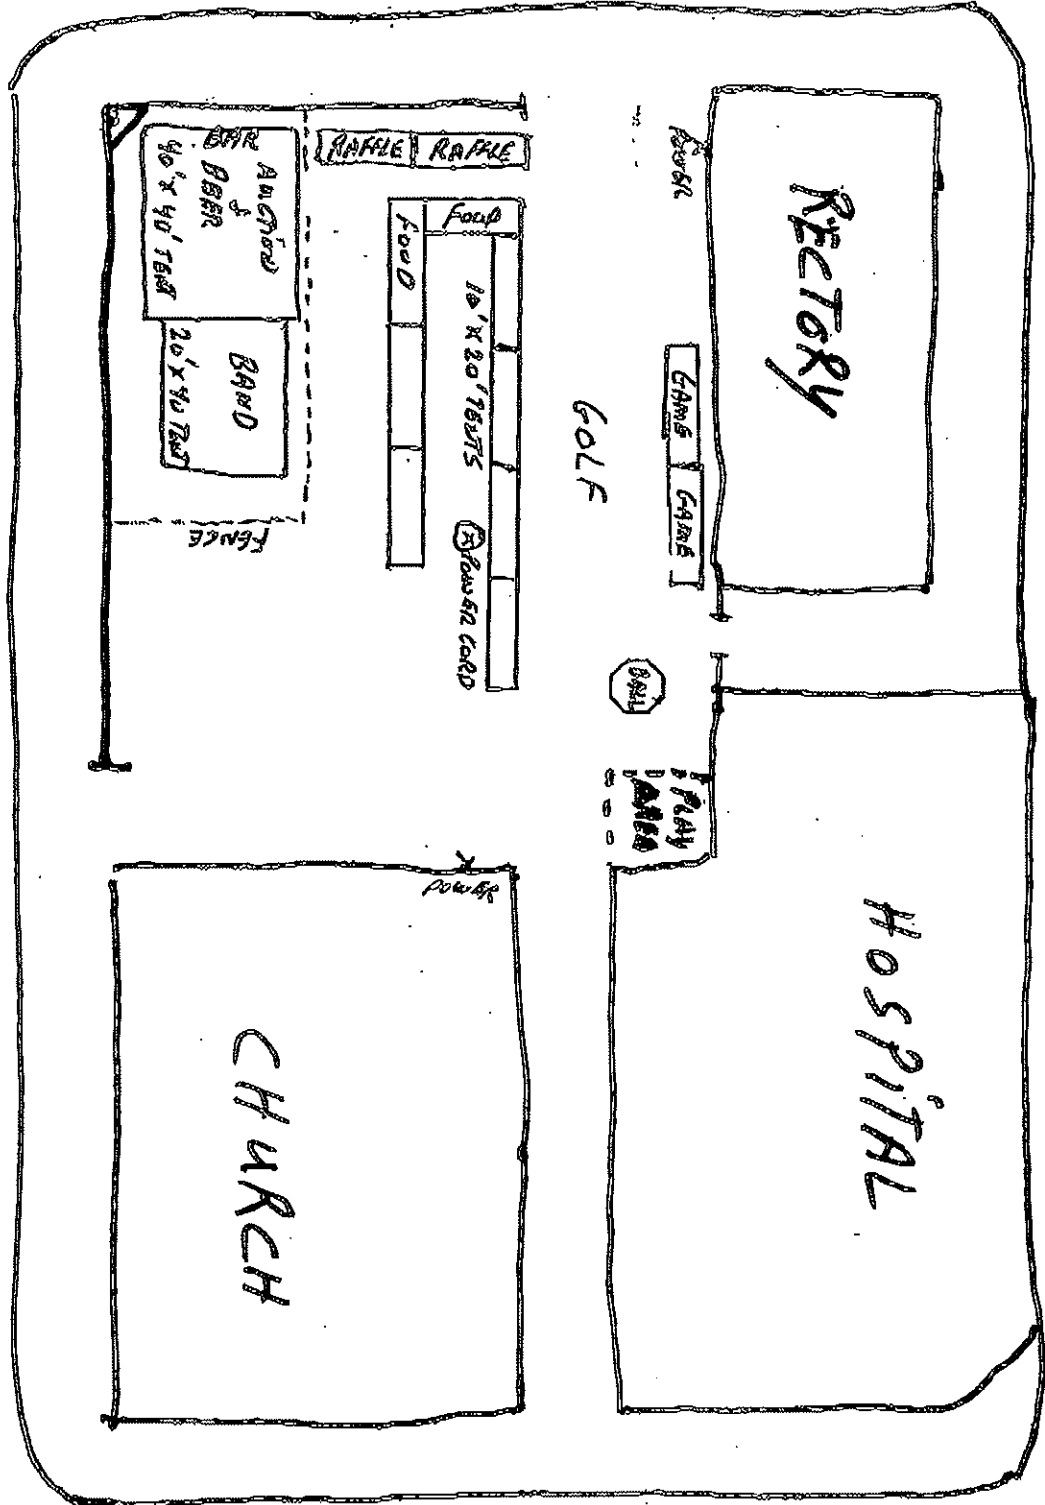 RECTORY
HOSPITAL
POWER
GAME
GAME
BALL
PLAY
AREA
GOLF
FOOD
10' X 20' TENTS
POWER CORD
FOOD
RAFFLE
RAFFLE
POWER
CHURCH
AUCTION
&
BEER
BAR
40' X 40' TENT
BAND
20' X 40 TENT
FENCE